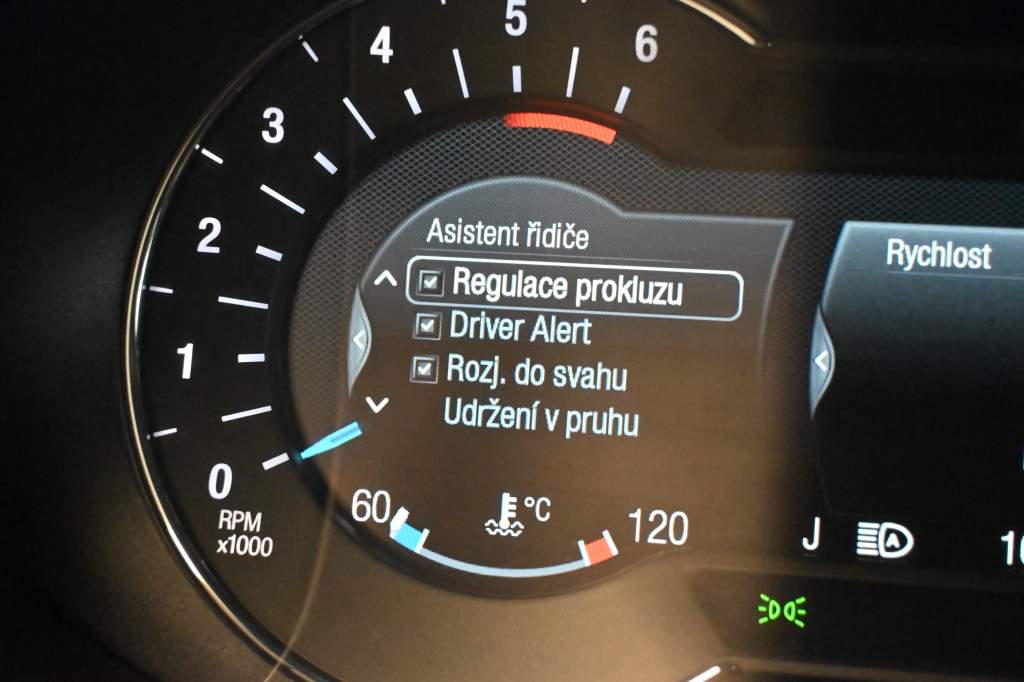 5
4
6
3
2
1
0
RPM
x1000
Asistent řidiče
Regulace prokluzu
Driver Alert
Rozj. do svahu
Udržení v pruhu
60
°C
120
Rychlost
J
A